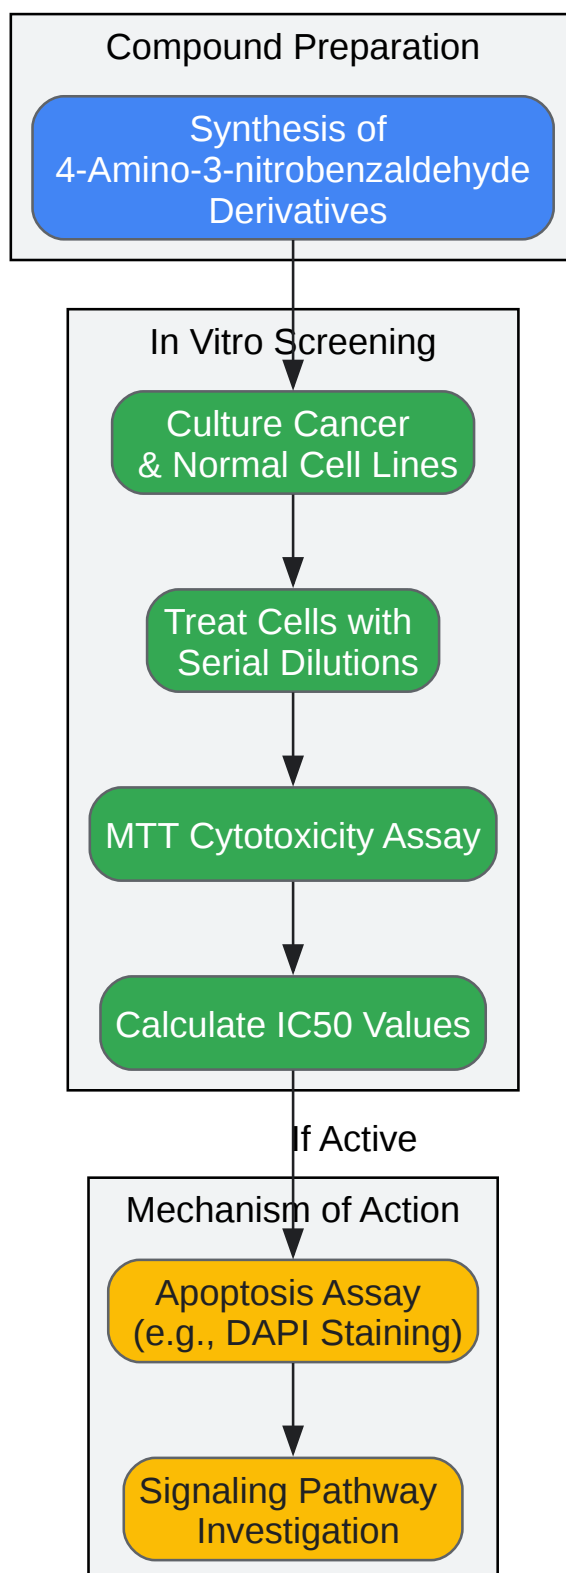 Compound Preparation
Synthesis of
4-Amino-3-nitrobenzaldehyde
Derivatives
In Vitro Screening
Culture Cancer
& Normal Cell Lines
Treat Cells with
Serial Dilutions
MTT Cytotoxicity Assay
Calculate IC50 Values
If Active
Mechanism of Action
Apoptosis Assay
(e.g., DAPI Staining)
Signaling Pathway
Investigation